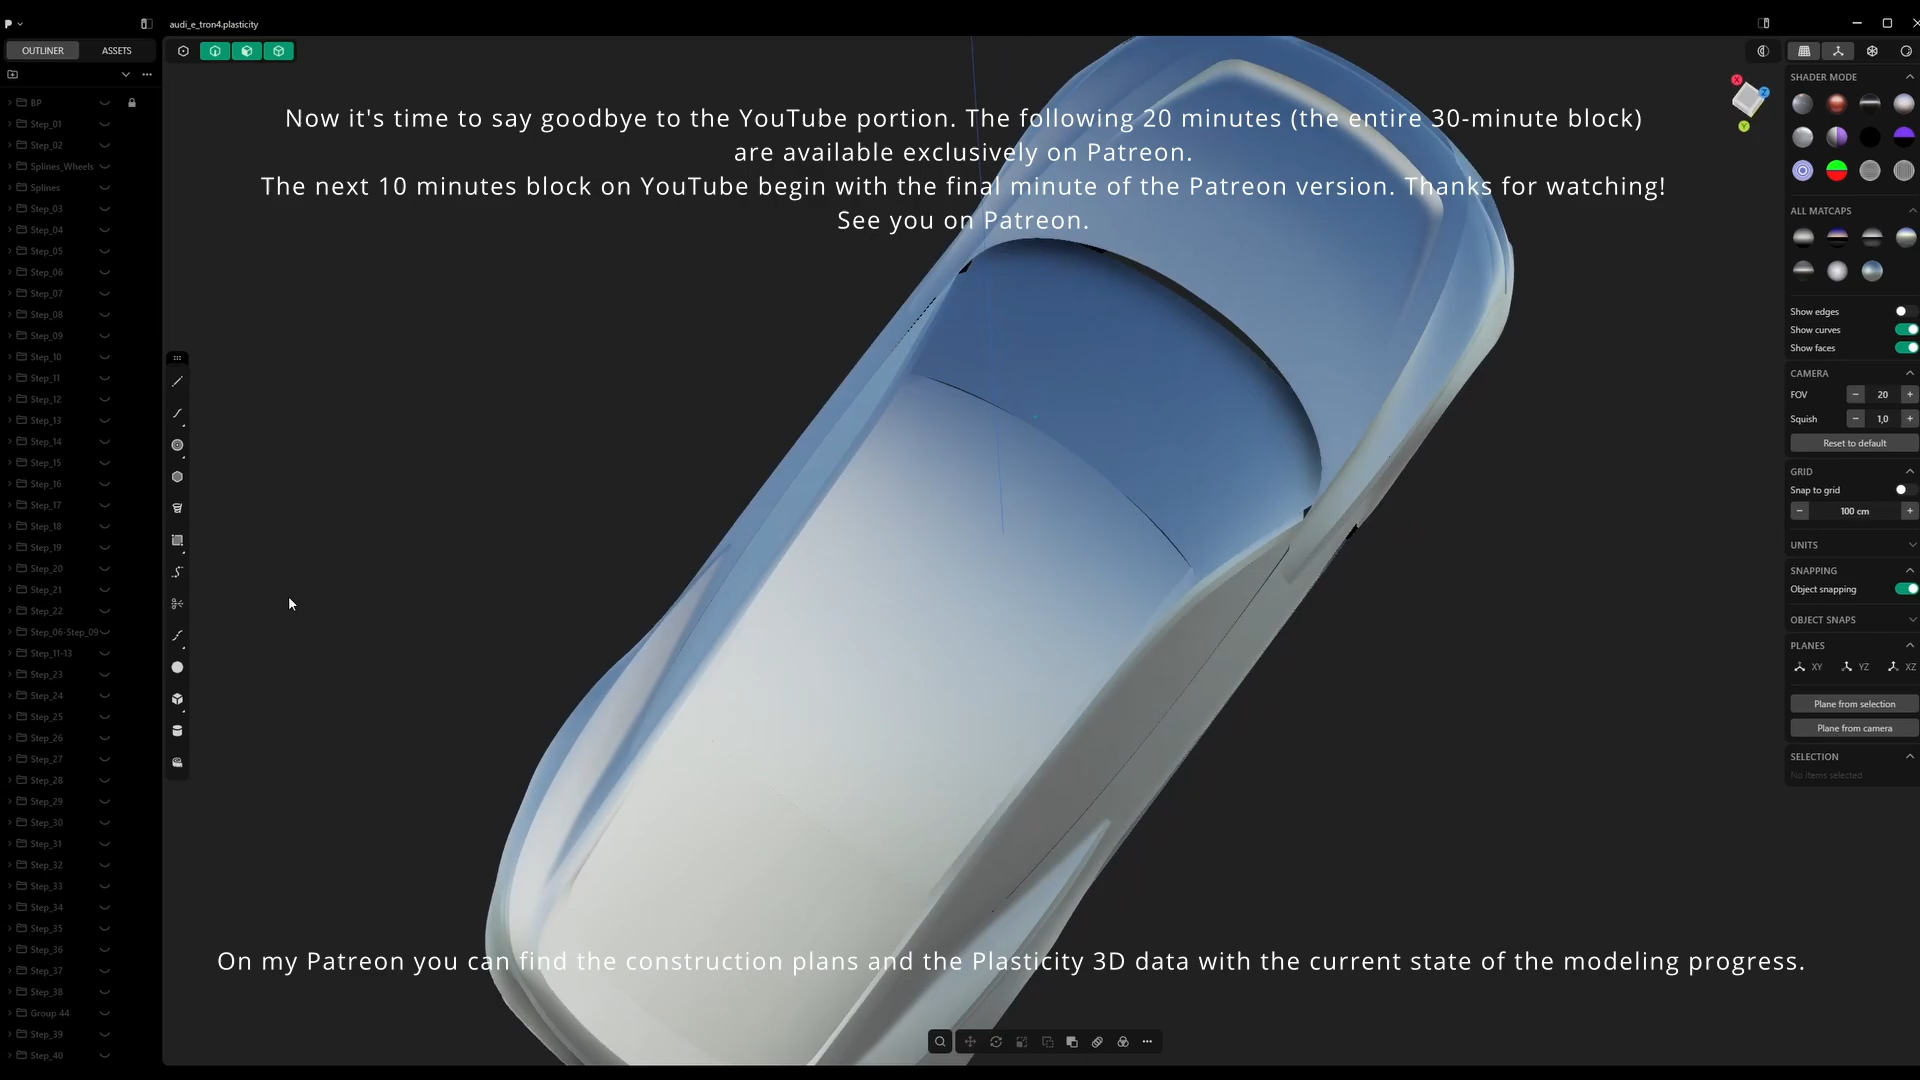 audi_e_tron4.plasticity
OUTLINER
ASSETS
BP
Step_01
Step_02
Splines_Wheels
Splines
Step_03
Step_04
Step_05
Step_06
Step_07
Step_08
Step_09
Step_10
Step_11
Step_12
Step_13
Step_14
Step_15
Step_16
Step_17
Step_18
Step_19
Step_20
Step_21
Step_22
Step_06-Step_09
Step_11-13
Step_23
Step_24
Step_25
Step_26
Step_27
Step_28
Step_29
Step_30
Step_31
Step_32
Step_33
Step_34
Step_35
Step_36
Step_37
Step_38
Group 44
Step_39
Step_40
Now it's time to say goodbye to the YouTube portion. The following 20 minutes (the entire 30-minute block)
are available exclusively on Patreon.
The next 10 minutes block on YouTube begin with the final minute of the Patreon version. Thanks for watching!
See you on Patreon.
On my Patreon you can find the construction plans and the Plasticity 3D data with the current state of the modeling progress.
X
Z
Y
SHADER MODE
ALL MATCAPS
Show edges
Show curves
Show faces
CAMERA
FOV
20
Squish
1,0
Reset to default
GRID
Snap to grid
100 cm
UNITS
SNAPPING
Object snapping
OBJECT SNAPS
PLANES
XY
YZ
XZ
Plane from selection
Plane from camera
SELECTION
No items selected